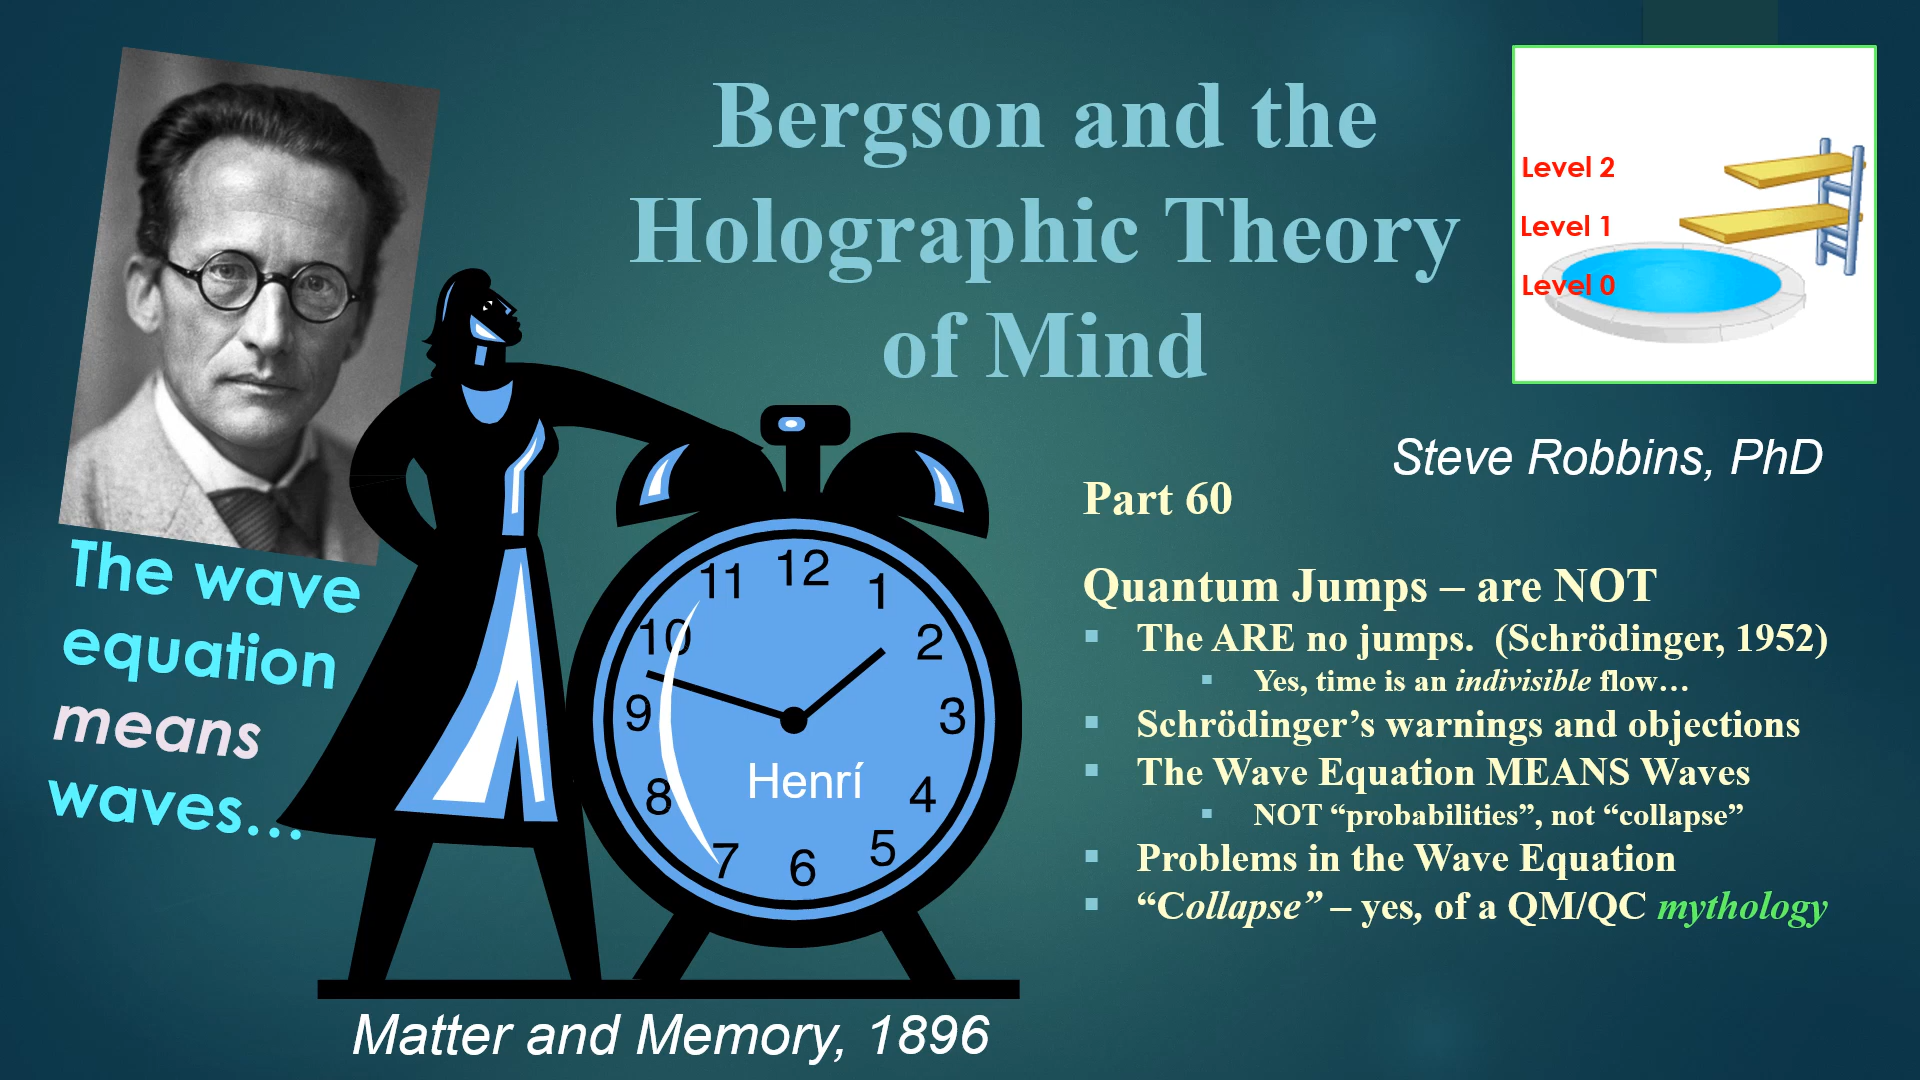 Bergson and the
Holographic Theory
of Mind
Level 2
Level 1
Level 0
Steve Robbins, PhD
The wave
equation
means
waves...
12
1
2
3
4
5
6
7
8
9
10
11
Henrí
Matter and Memory, 1896
Part 60
Quantum Jumps – are NOT
▪ The ARE no jumps. (Schrödinger, 1952)
▪ Yes, time is an indivisible flow…
▪ Schrödinger’s warnings and objections
▪ The Wave Equation MEANS Waves
▪ NOT “probabilities”, not “collapse”
▪ Problems in the Wave Equation
▪ “Collapse” – yes, of a QM/QC mythology